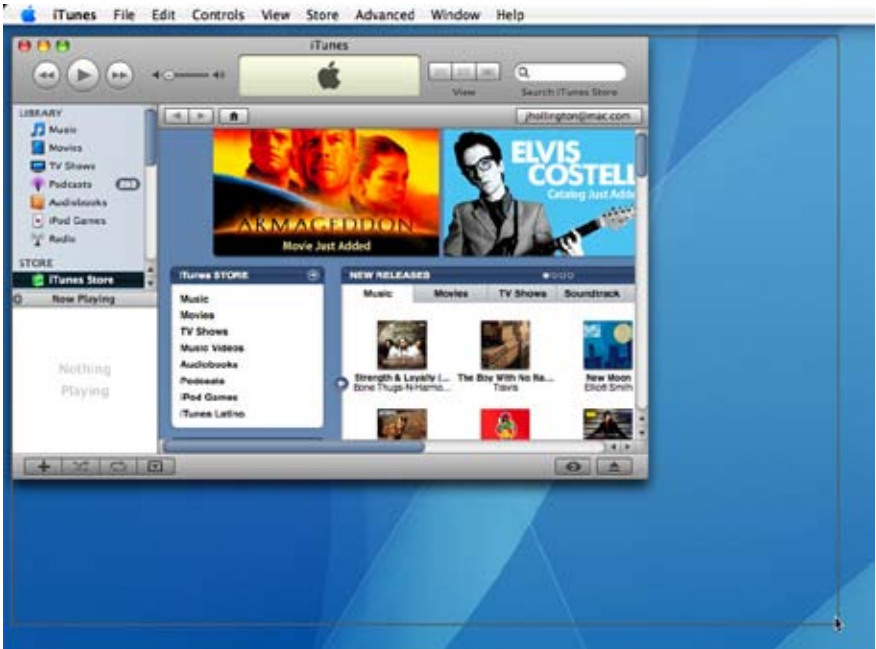 iTunes File Edit Controls View Store Advanced Window Help
iTunes
View
Search iTunes Store
LIBRARY
Music
Movies
TV Shows
Podcasts
Audiobooks
iPod Games
Radio
STORE
iTunes Store
Now Playing
Nothing
Playing
jhollington@mac.com
ARMAGEDDON
Movie Just Added
ELVIS
COSTELL
Catalog Just Adde
iTunes STORE
Music
Movies
TV Shows
Music Videos
Audiobooks
Podcasts
iPod Games
iTunes Latino
NEW RELEASES
Music Movies TV Shows Soundtrack
Strength & Loyalty (...
Bone Thugs-N-Harmo...
The Boy With No Na...
Travis
New Moon
Elliott Smith